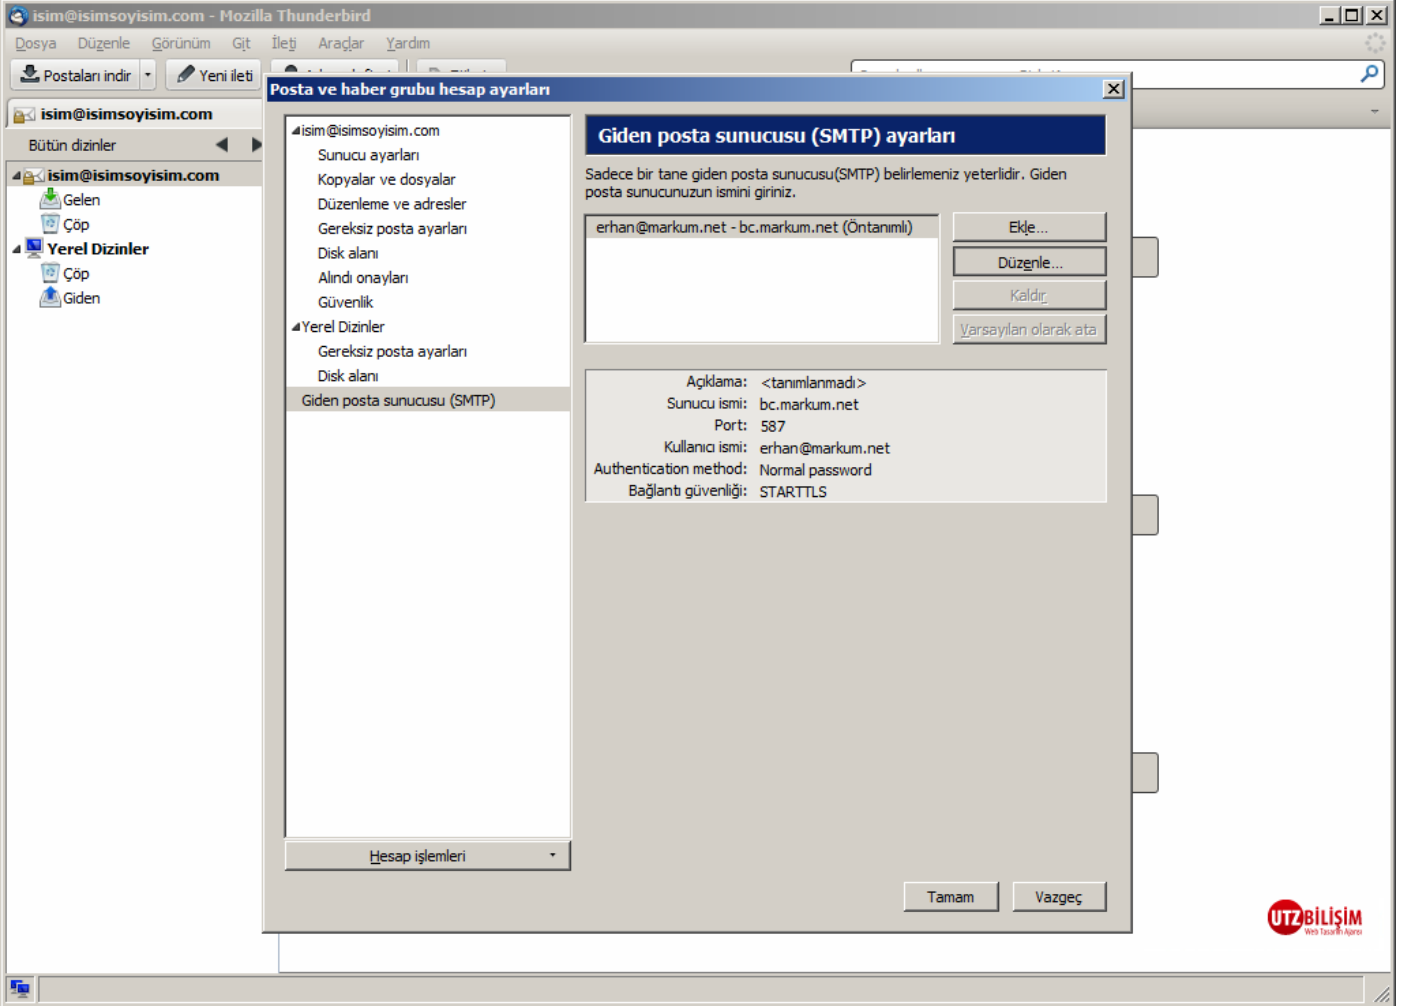 isim@isimsoyisim.com - Mozilla Thunderbird
Dosya Düzenle Görünüm Git İleti Araçlar Yardım
Postaları indir Yeni ileti
isim@isimsoyisim.com
Bütün dizinler
isim@isimsoyisim.com
Gelen
Çöp
Yerel Dizinler
Çöp
Giden
Posta ve haber grubu hesap ayarları
isim@isimsoyisim.com
Sunucu ayarları
Kopyalar ve dosyalar
Düzenleme ve adresler
Gereksiz posta ayarları
Disk alanı
Alındı onayları
Güvenlik
Yerel Dizinler
Gereksiz posta ayarları
Disk alanı
Giden posta sunucusu (SMTP)
Hesap işlemleri
Giden posta sunucusu (SMTP) ayarları
Sadece bir tane giden posta sunucusu(SMTP) belirlemeniz yeterlidir. Giden
posta sunucunuzun ismini giriniz.
erhan@markum.net - bc.markum.net (Öntanımlı)
Ekle...
Düzenle...
Kaldır
Varsayılan olarak ata
Açıklama: <tanımlanmadı>
Sunucu ismi: bc.markum.net
Port: 587
Kullanıcı ismi: erhan@markum.net
Authentication method: Normal password
Bağlantı güvenliği: STARTTLS
Tamam Vazgeç
UTZBİLİŞİM
Web Tasarım Ajansı